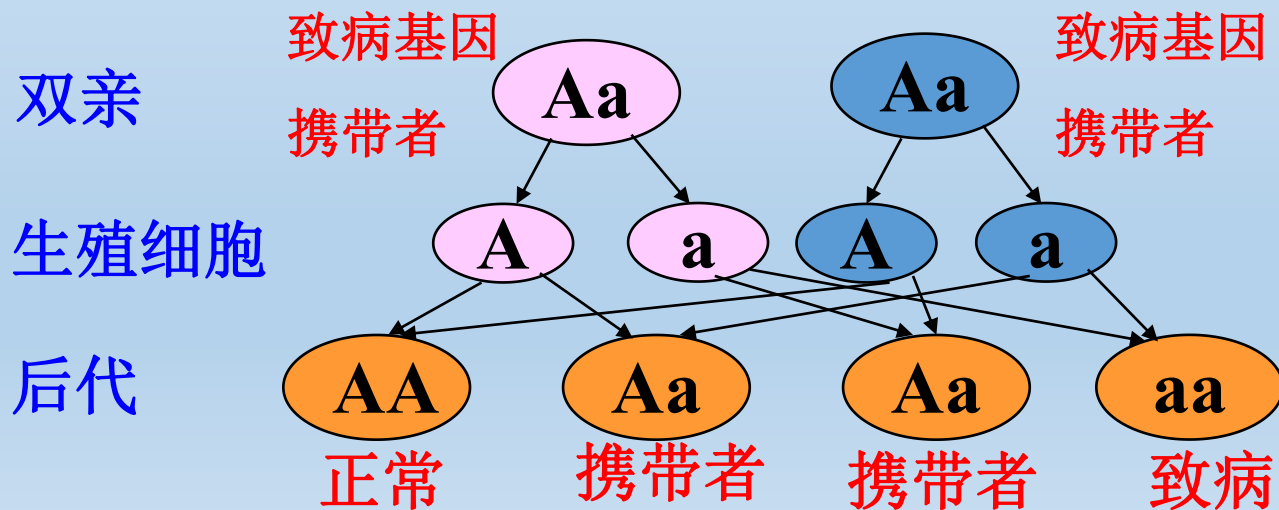 致病基因 致病基因
双亲 Aa Aa
携带者 携带者
生殖细胞 A a A a
后代 AA Aa Aa aa
正常 携带者 携带者 致病